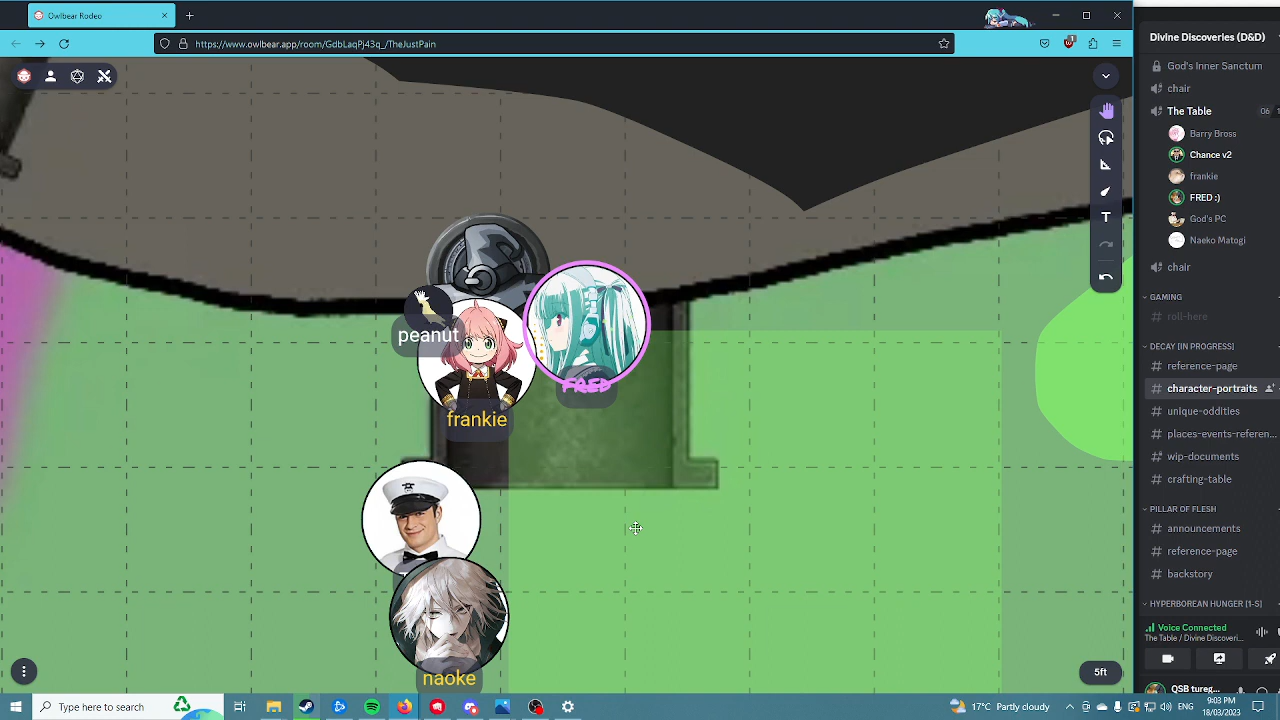 Owlbear Rodeo
https://www.owlbear.app/room/GdbLaqPj43q_/TheJustPain
Divine Discoveries (D&D)
God's Inner Sanctum
chair
The Table
06
Barry Bross
Chance v2
frankie
FRED :)
God's PC
Naeko Matogi
chair
GAMING
roll-here
DECAY [IN PROGRESS]
reference-page
character-portraits
unique-oddities
places-events-referen...
wip-documents
crafting-table
PILLAR OF FLESH
announcements
reference-page
backstory
HYPERBOREAN HUNGER [1-S]
Voice Connected
The Table / Divine Discoveri...
peanut
frankie
FRED
naoke
5ft
Type here to search
17°C Partly cloudy
ENG
9:03 PM
18/03/2023